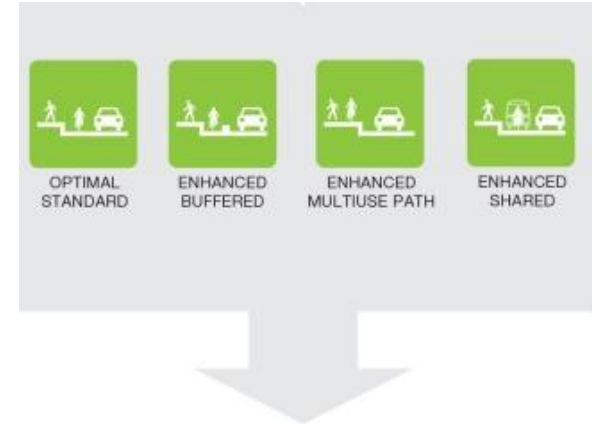 OPTIMAL
STANDARD
ENHANCED
BUFFERED
ENHANCED
MULTIUSE PATH
ENHANCED
SHARED